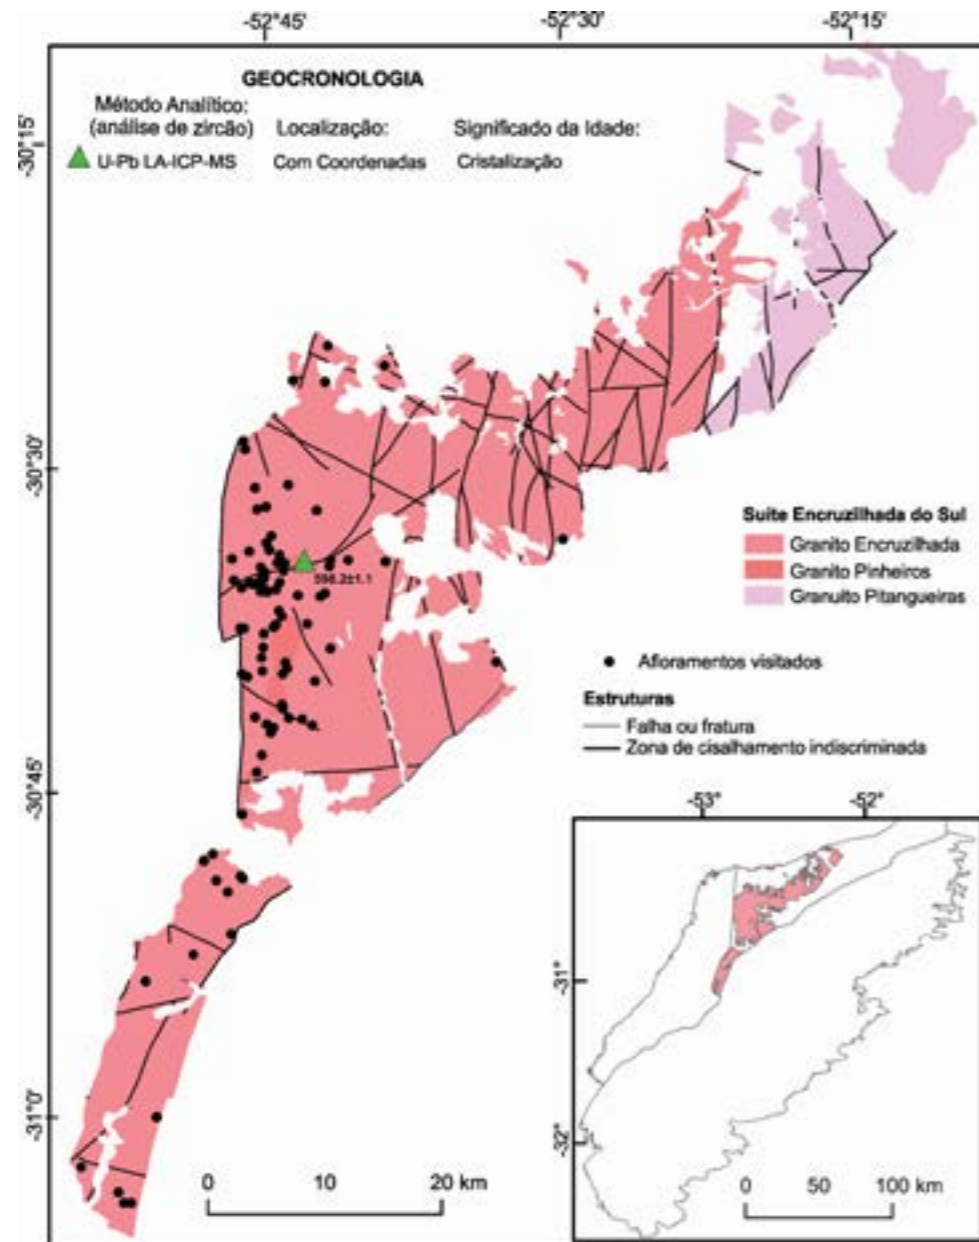 -52°45'
-52°30'
-52°15'
GEOCRONOLOGIA
Método Analítico:
(análise de zircão)
Localização:
Significado da Idade:
U-Pb LA-ICP-MS
Com Coordenadas
Cristalização
-30°15'
-30°30'
-30°45'
-31°0'
±1.1
Suíte Encruzilhada do Sul
Granito Encruzilhada
Granito Pinheiros
Granulito Pitangueiras
Afloramentos visitados
Estruturas
Falha ou fratura
Zona de cisalhamento indiscriminada
-53°
-52°
-31°
-32°
0 10 20 km
0 50 100 km